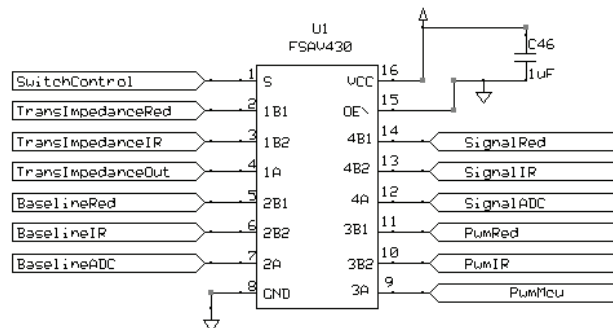 U1
FSAV430
C46
1uF
SwitchControl 1 S VCC 16
TransImpedanceRed 2 1B1 OE\ 15
TransImpedanceIR 3 1B2 4B1 14 SignalRed
TransImpedanceOut 4 1A 4B2 13 SignalIR
BaselineRed 5 2B1 4A 12 SignalADC
BaselineIR 6 2B2 3B1 11 PwmRed
BaselineADC 7 2A 3B2 10 PwmIR
8 GND 3A 9 PwmMcu